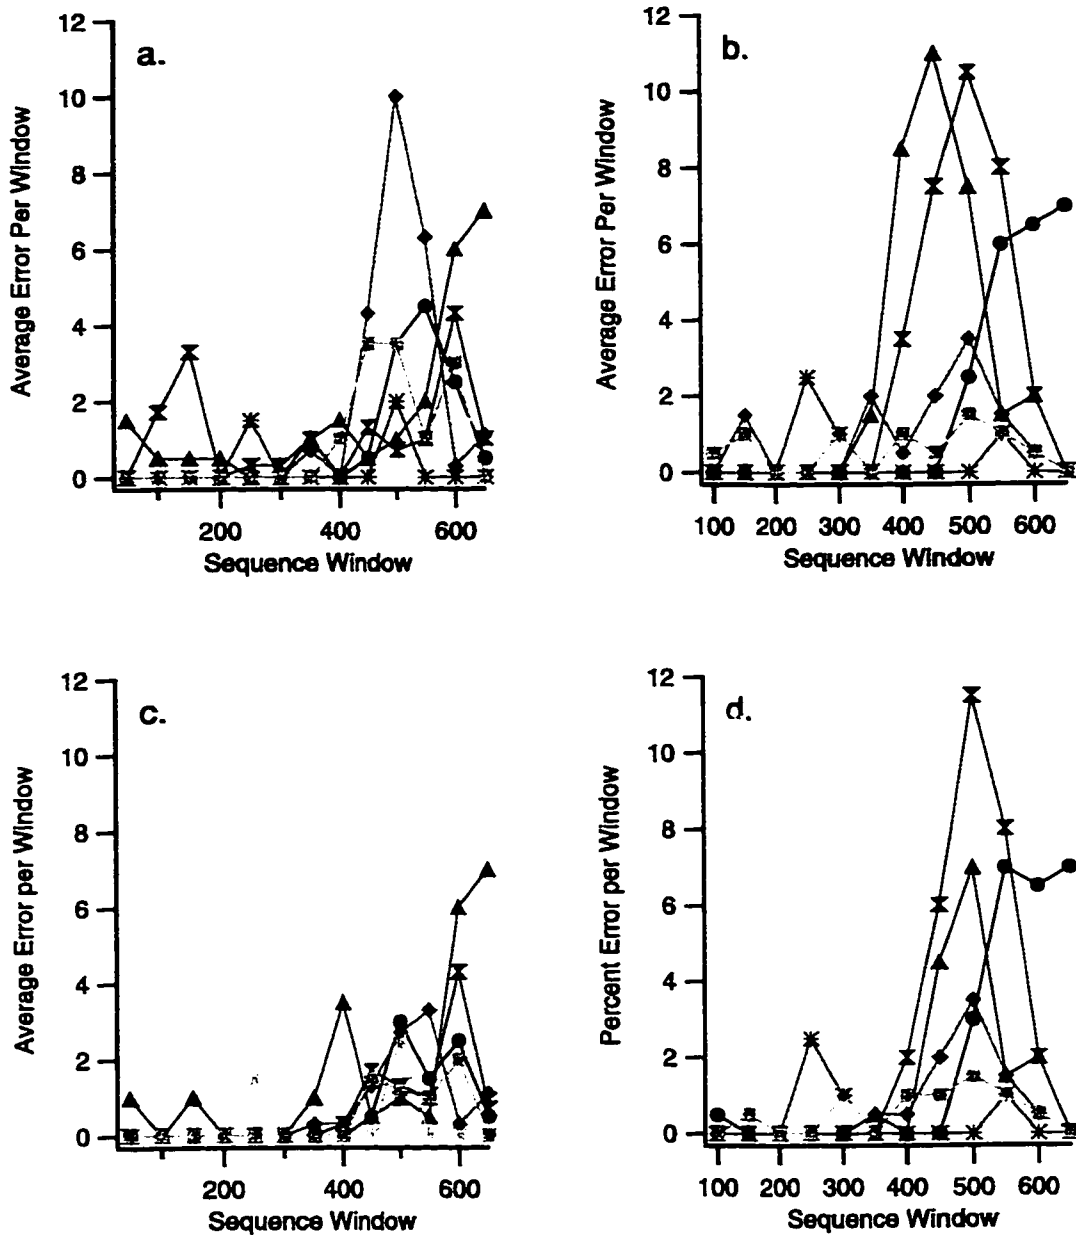 a.
12
10
8
6
4
2
0
Average Error Per Window
200 400 600
Sequence Window
b.
12
10
8
6
4
2
0
Average Error Per Window
100 200 300 400 500 600
Sequence Window
c.
12
10
8
6
4
2
0
Average Error per Window
200 400 600
Sequence Window
d.
12
10
8
6
4
2
0
Percent Error per Window
100 200 300 400 500 600
Sequence Window